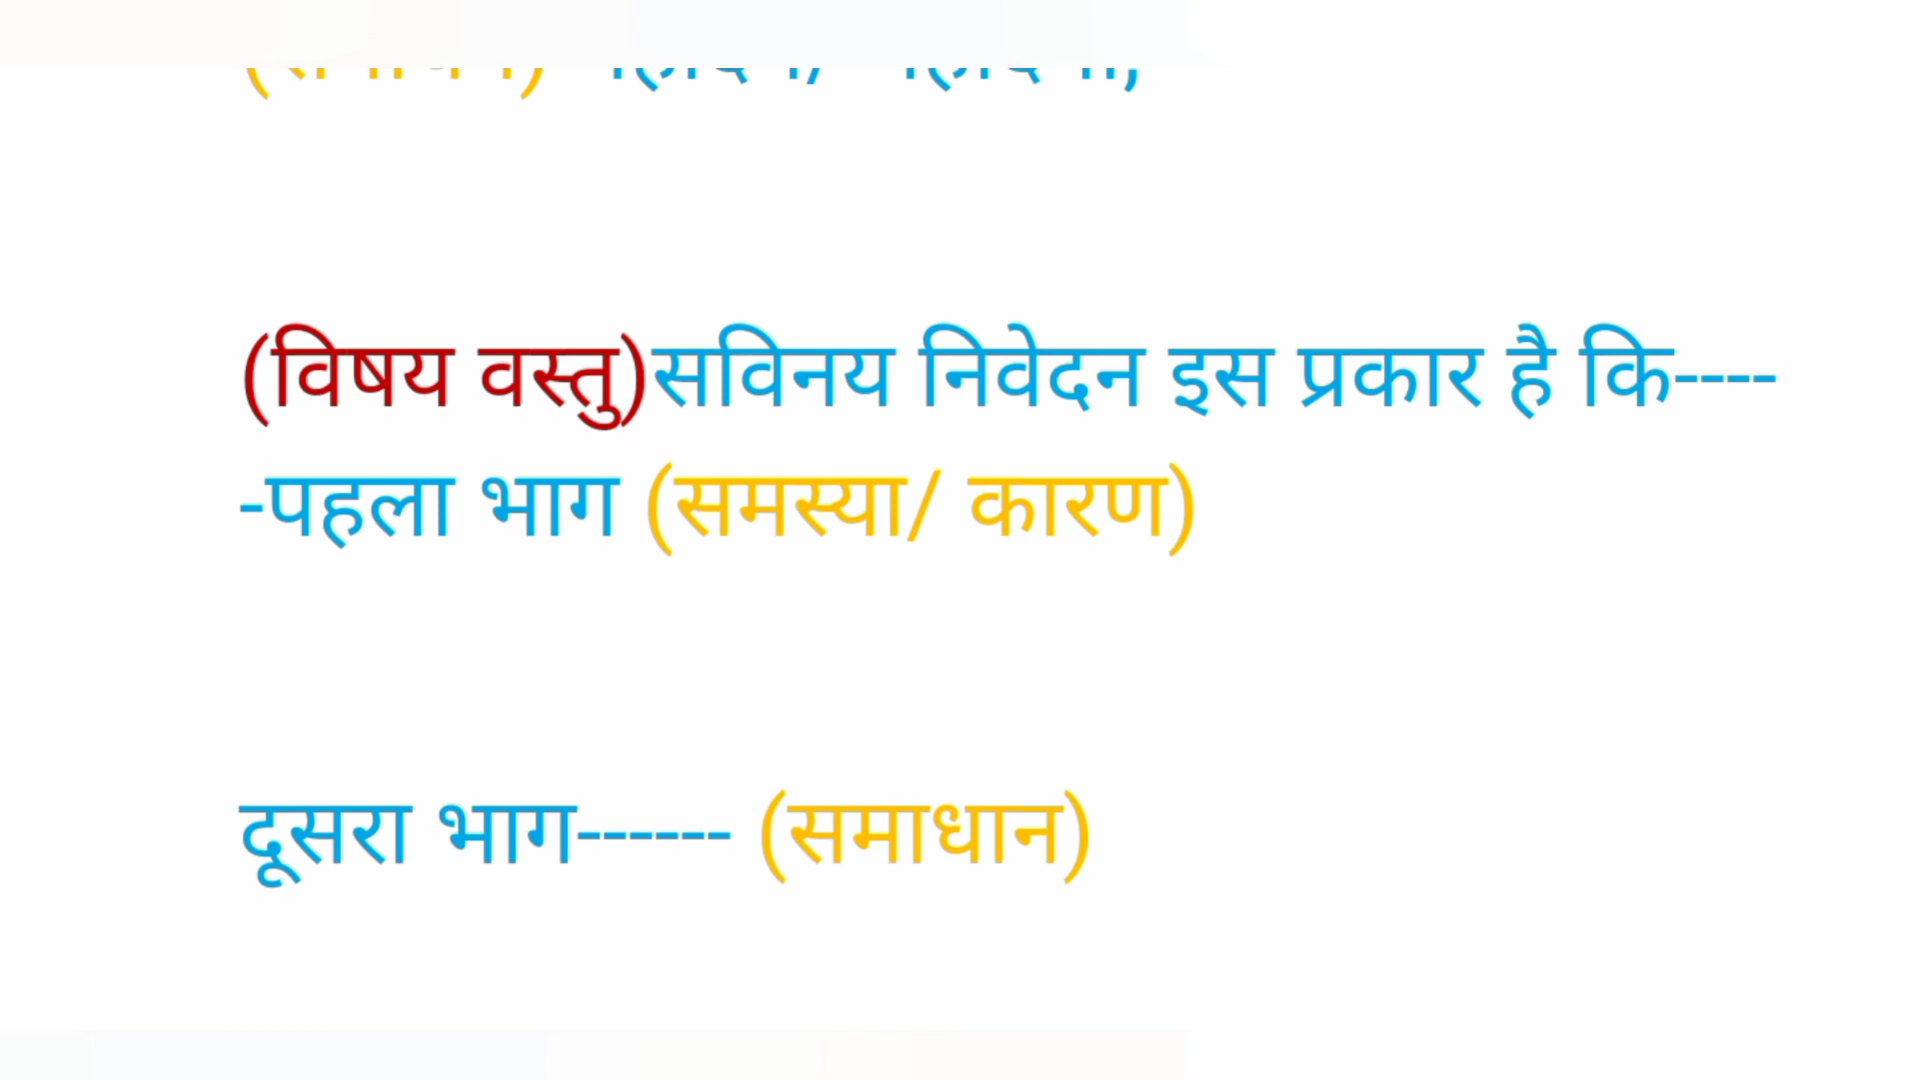 (विषय वस्तु)सविनय निवेदन इस प्रकार है कि----
-पहला भाग (समस्या/ कारण)
दूसरा भाग------ (समाधान)